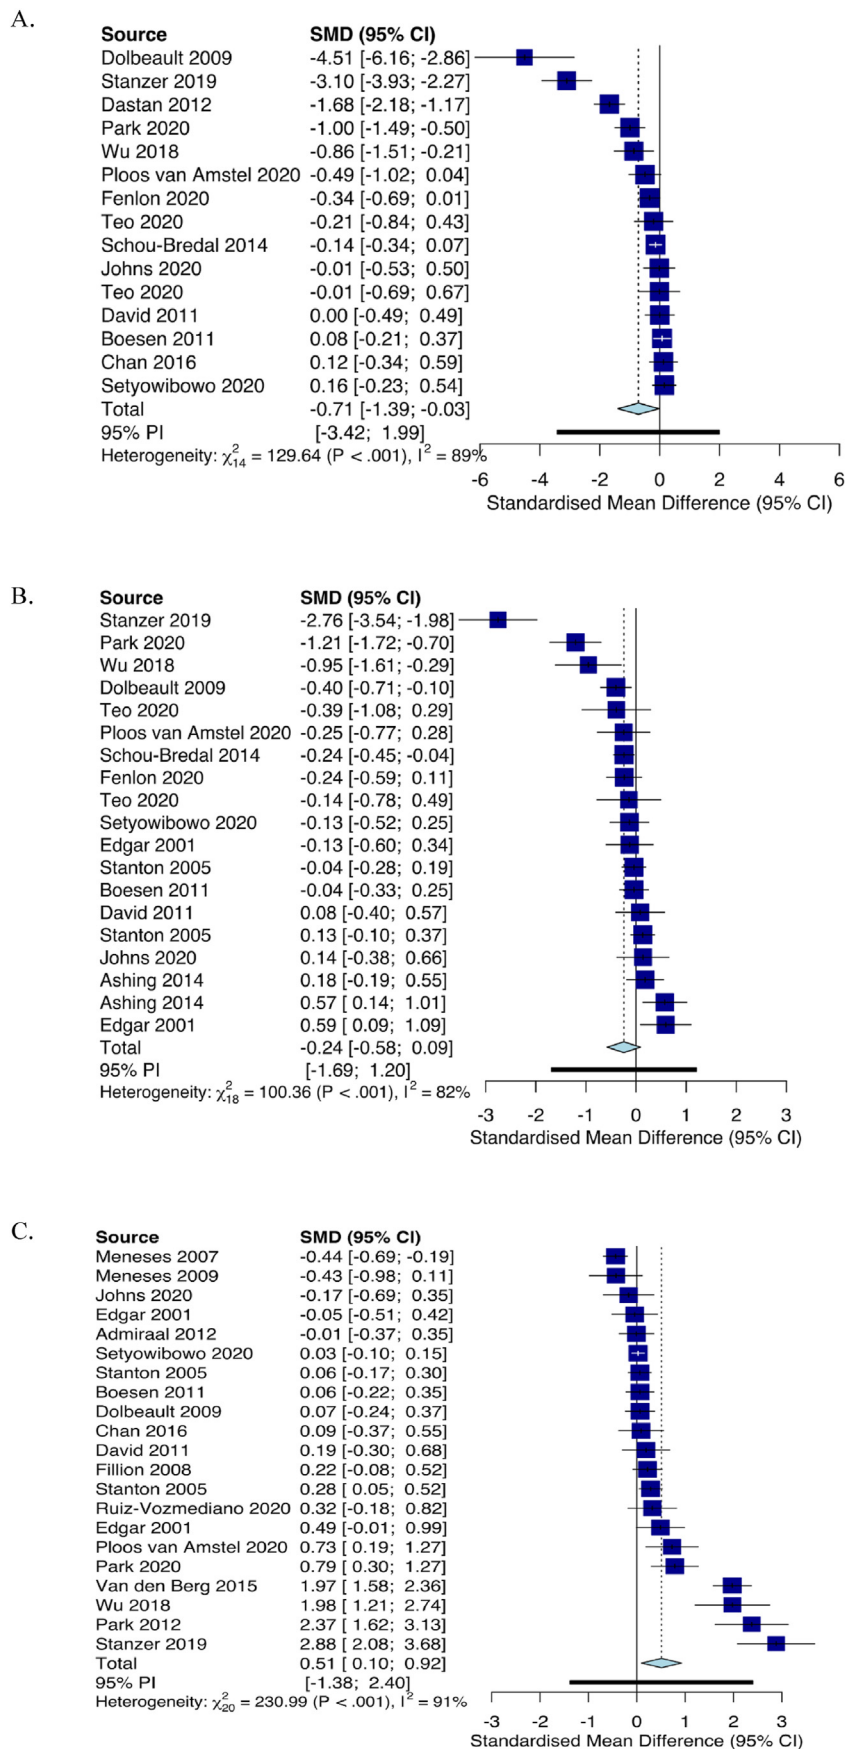 A.
Source SMD (95% CI)
Dolbeault 2009 -4.51 [-6.16; -2.86]
Stanzer 2019 -3.10 [-3.93; -2.27]
Dastan 2012 -1.68 [-2.18; -1.17]
Park 2020 -1.00 [-1.49; -0.50]
Wu 2018 -0.86 [-1.51; -0.21]
Ploos van Amstel 2020 -0.49 [-1.02; 0.04]
Fenlon 2020 -0.34 [-0.69; 0.01]
Teo 2020 -0.21 [-0.84; 0.43]
Schou-Bredal 2014 -0.14 [-0.34; 0.07]
Johns 2020 -0.01 [-0.53; 0.50]
Teo 2020 -0.01 [-0.69; 0.67]
David 2011 0.00 [-0.49; 0.49]
Boesen 2011 0.08 [-0.21; 0.37]
Chan 2016 0.12 [-0.34; 0.59]
Setyowibowo 2020 0.16 [-0.23; 0.54]
Total -0.71 [-1.39; -0.03]
95% PI [-3.42; 1.99]
Heterogeneity: χ²₁₄ = 129.64 (P < .001), I² = 89%
-6 -4 -2 0 2 4 6
Standardised Mean Difference (95% CI)
B.
Source SMD (95% CI)
Stanzer 2019 -2.76 [-3.54; -1.98]
Park 2020 -1.21 [-1.72; -0.70]
Wu 2018 -0.95 [-1.61; -0.29]
Dolbeault 2009 -0.40 [-0.71; -0.10]
Teo 2020 -0.39 [-1.08; 0.29]
Ploos van Amstel 2020 -0.25 [-0.77; 0.28]
Schou-Bredal 2014 -0.24 [-0.45; -0.04]
Fenlon 2020 -0.24 [-0.59; 0.11]
Teo 2020 -0.14 [-0.78; 0.49]
Setyowibowo 2020 -0.13 [-0.52; 0.25]
Edgar 2001 -0.13 [-0.60; 0.34]
Stanton 2005 -0.04 [-0.28; 0.19]
Boesen 2011 -0.04 [-0.33; 0.25]
David 2011 0.08 [-0.40; 0.57]
Stanton 2005 0.13 [-0.10; 0.37]
Johns 2020 0.14 [-0.38; 0.66]
Ashing 2014 0.18 [-0.19; 0.55]
Ashing 2014 0.57 [ 0.14; 1.01]
Edgar 2001 0.59 [ 0.09; 1.09]
Total -0.24 [-0.58; 0.09]
95% PI [-1.69; 1.20]
Heterogeneity: χ²₁₈ = 100.36 (P < .001), I² = 82%
-3 -2 -1 0 1 2 3
Standardised Mean Difference (95% CI)
C.
Source SMD (95% CI)
Meneses 2007 -0.44 [-0.69; -0.19]
Meneses 2009 -0.43 [-0.98; 0.11]
Johns 2020 -0.17 [-0.69; 0.35]
Edgar 2001 -0.05 [-0.51; 0.42]
Admiraal 2012 -0.01 [-0.37; 0.35]
Setyowibowo 2020 0.03 [-0.10; 0.15]
Stanton 2005 0.06 [-0.17; 0.30]
Boesen 2011 0.06 [-0.22; 0.35]
Dolbeault 2009 0.07 [-0.24; 0.37]
Chan 2016 0.09 [-0.37; 0.55]
David 2011 0.19 [-0.30; 0.68]
Fillion 2008 0.22 [-0.08; 0.52]
Stanton 2005 0.28 [ 0.05; 0.52]
Ruiz-Vozmediano 2020 0.32 [-0.18; 0.82]
Edgar 2001 0.49 [-0.01; 0.99]
Ploos van Amstel 2020 0.73 [ 0.19; 1.27]
Park 2020 0.79 [ 0.30; 1.27]
Van den Berg 2015 1.97 [ 1.58; 2.36]
Wu 2018 1.98 [ 1.21; 2.74]
Park 2012 2.37 [ 1.62; 3.13]
Stanzer 2019 2.88 [ 2.08; 3.68]
Total 0.51 [ 0.10; 0.92]
95% PI [-1.38; 2.40]
Heterogeneity: χ²₂₀ = 230.99 (P < .001), I² = 91%
-3 -2 -1 0 1 2 3
Standardised Mean Difference (95% CI)